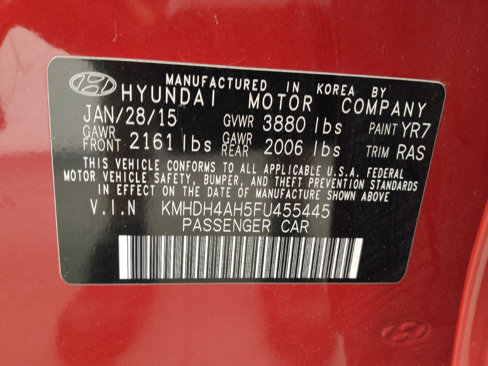 MANUFACTURED IN KOREA BY
HYUNDAI MOTOR COMPANY
JAN/28/15 GVWR 3880 lbs PAINT YR7
GAWR FRONT 2161 lbs GAWR REAR 2006 lbs TRIM RAS
THIS VEHICLE CONFORMS TO ALL APPLICABLE U.S.A. FEDERAL
MOTOR VEHICLE SAFETY, BUMPER, AND THEFT PREVENTION STANDARDS
IN EFFECT ON THE DATE OF MANUFACTURE SHOWN ABOVE
V.I.N KMHDH4AH5FU455445
PASSENGER CAR